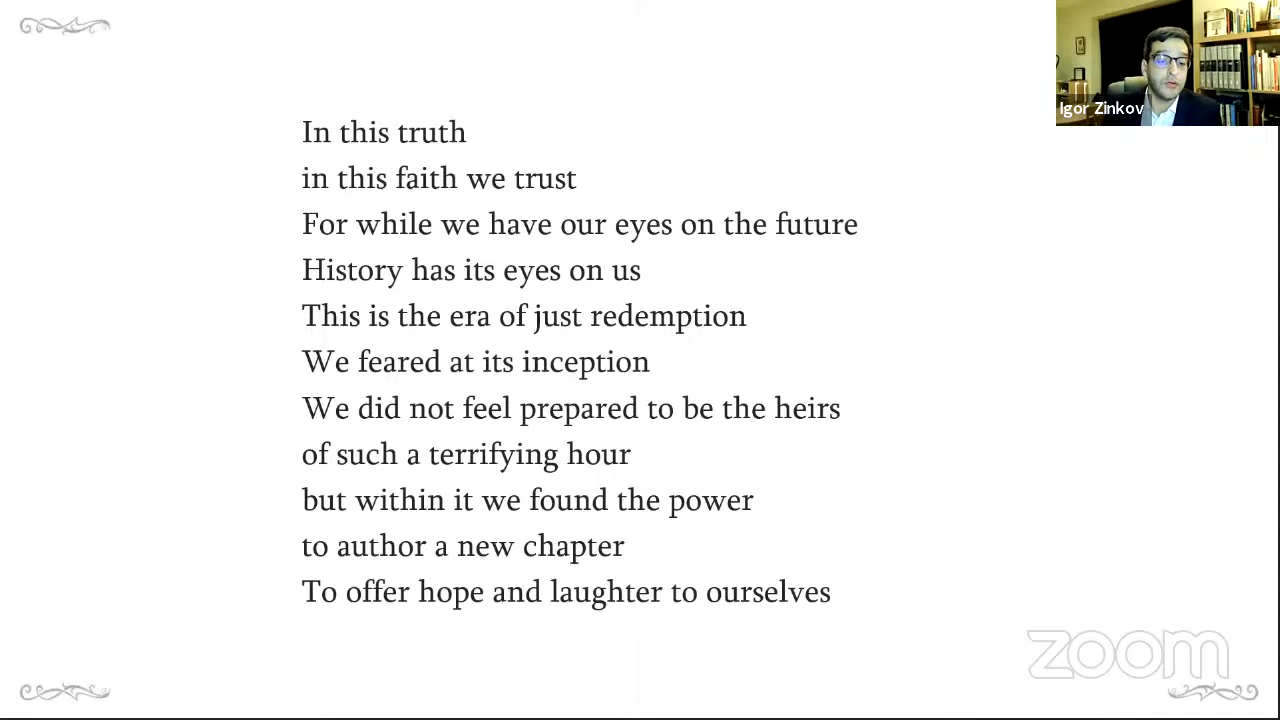 In this truth
in this faith we trust
For while we have our eyes on the future
History has its eyes on us
This is the era of just redemption
We feared at its inception
We did not feel prepared to be the heirs
of such a terrifying hour
but within it we found the power
to author a new chapter
To offer hope and laughter to ourselves
Igor Zinkov
zoom